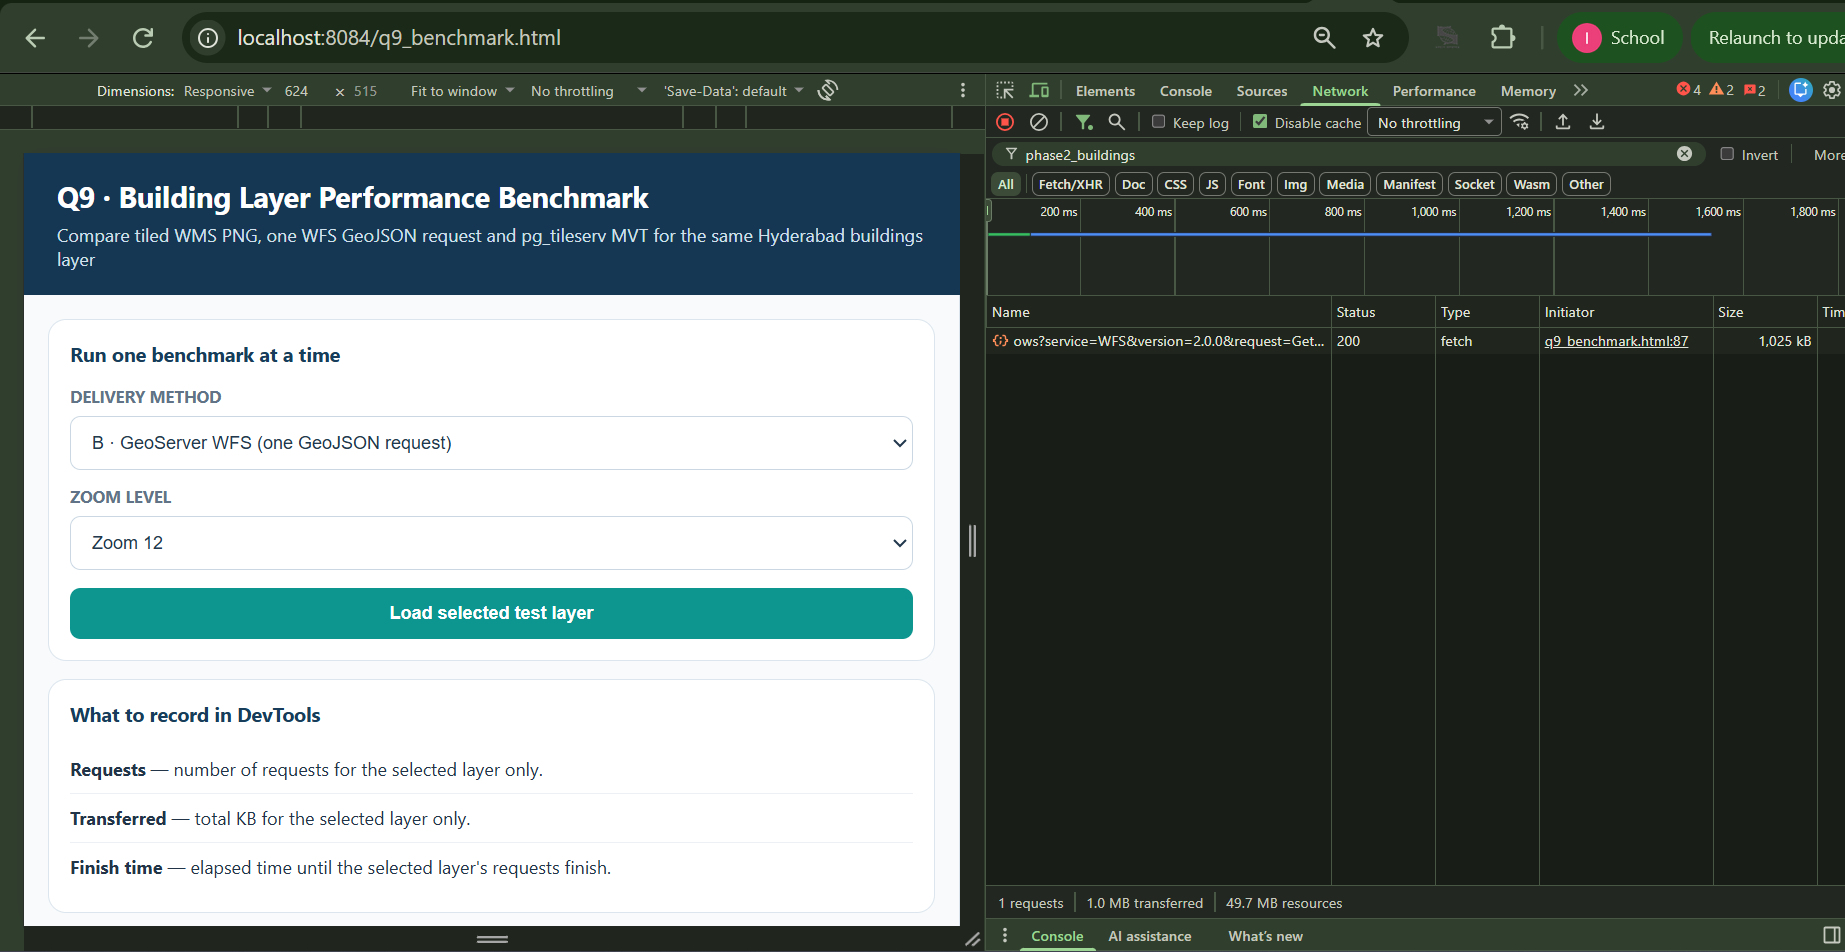 localhost:8084/q9_benchmark.html
School
Relaunch to upda
Dimensions: Responsive 624 × 515 Fit to window No throttling 'Save-Data': default
Q9 · Building Layer Performance Benchmark
Compare tiled WMS PNG, one WFS GeoJSON request and pg_tileserv MVT for the same Hyderabad buildings
layer
Run one benchmark at a time
DELIVERY METHOD
B · GeoServer WFS (one GeoJSON request)
ZOOM LEVEL
Zoom 12
Load selected test layer
What to record in DevTools
Requests — number of requests for the selected layer only.
Transferred — total KB for the selected layer only.
Finish time — elapsed time until the selected layer's requests finish.
Elements Console Sources Network Performance Memory 4 2 2
Keep log Disable cache No throttling
phase2_buildings Invert More
All Fetch/XHR Doc CSS JS Font Img Media Manifest Socket Wasm Other
200 ms 400 ms 600 ms 800 ms 1,000 ms 1,200 ms 1,400 ms 1,600 ms 1,800 ms
Name Status Type Initiator Size Tim
ows?service=WFS&version=2.0.0&request=Get... 200 fetch q9_benchmark.html:87 1,025 kB
1 requests 1.0 MB transferred 49.7 MB resources
Console AI assistance What's new